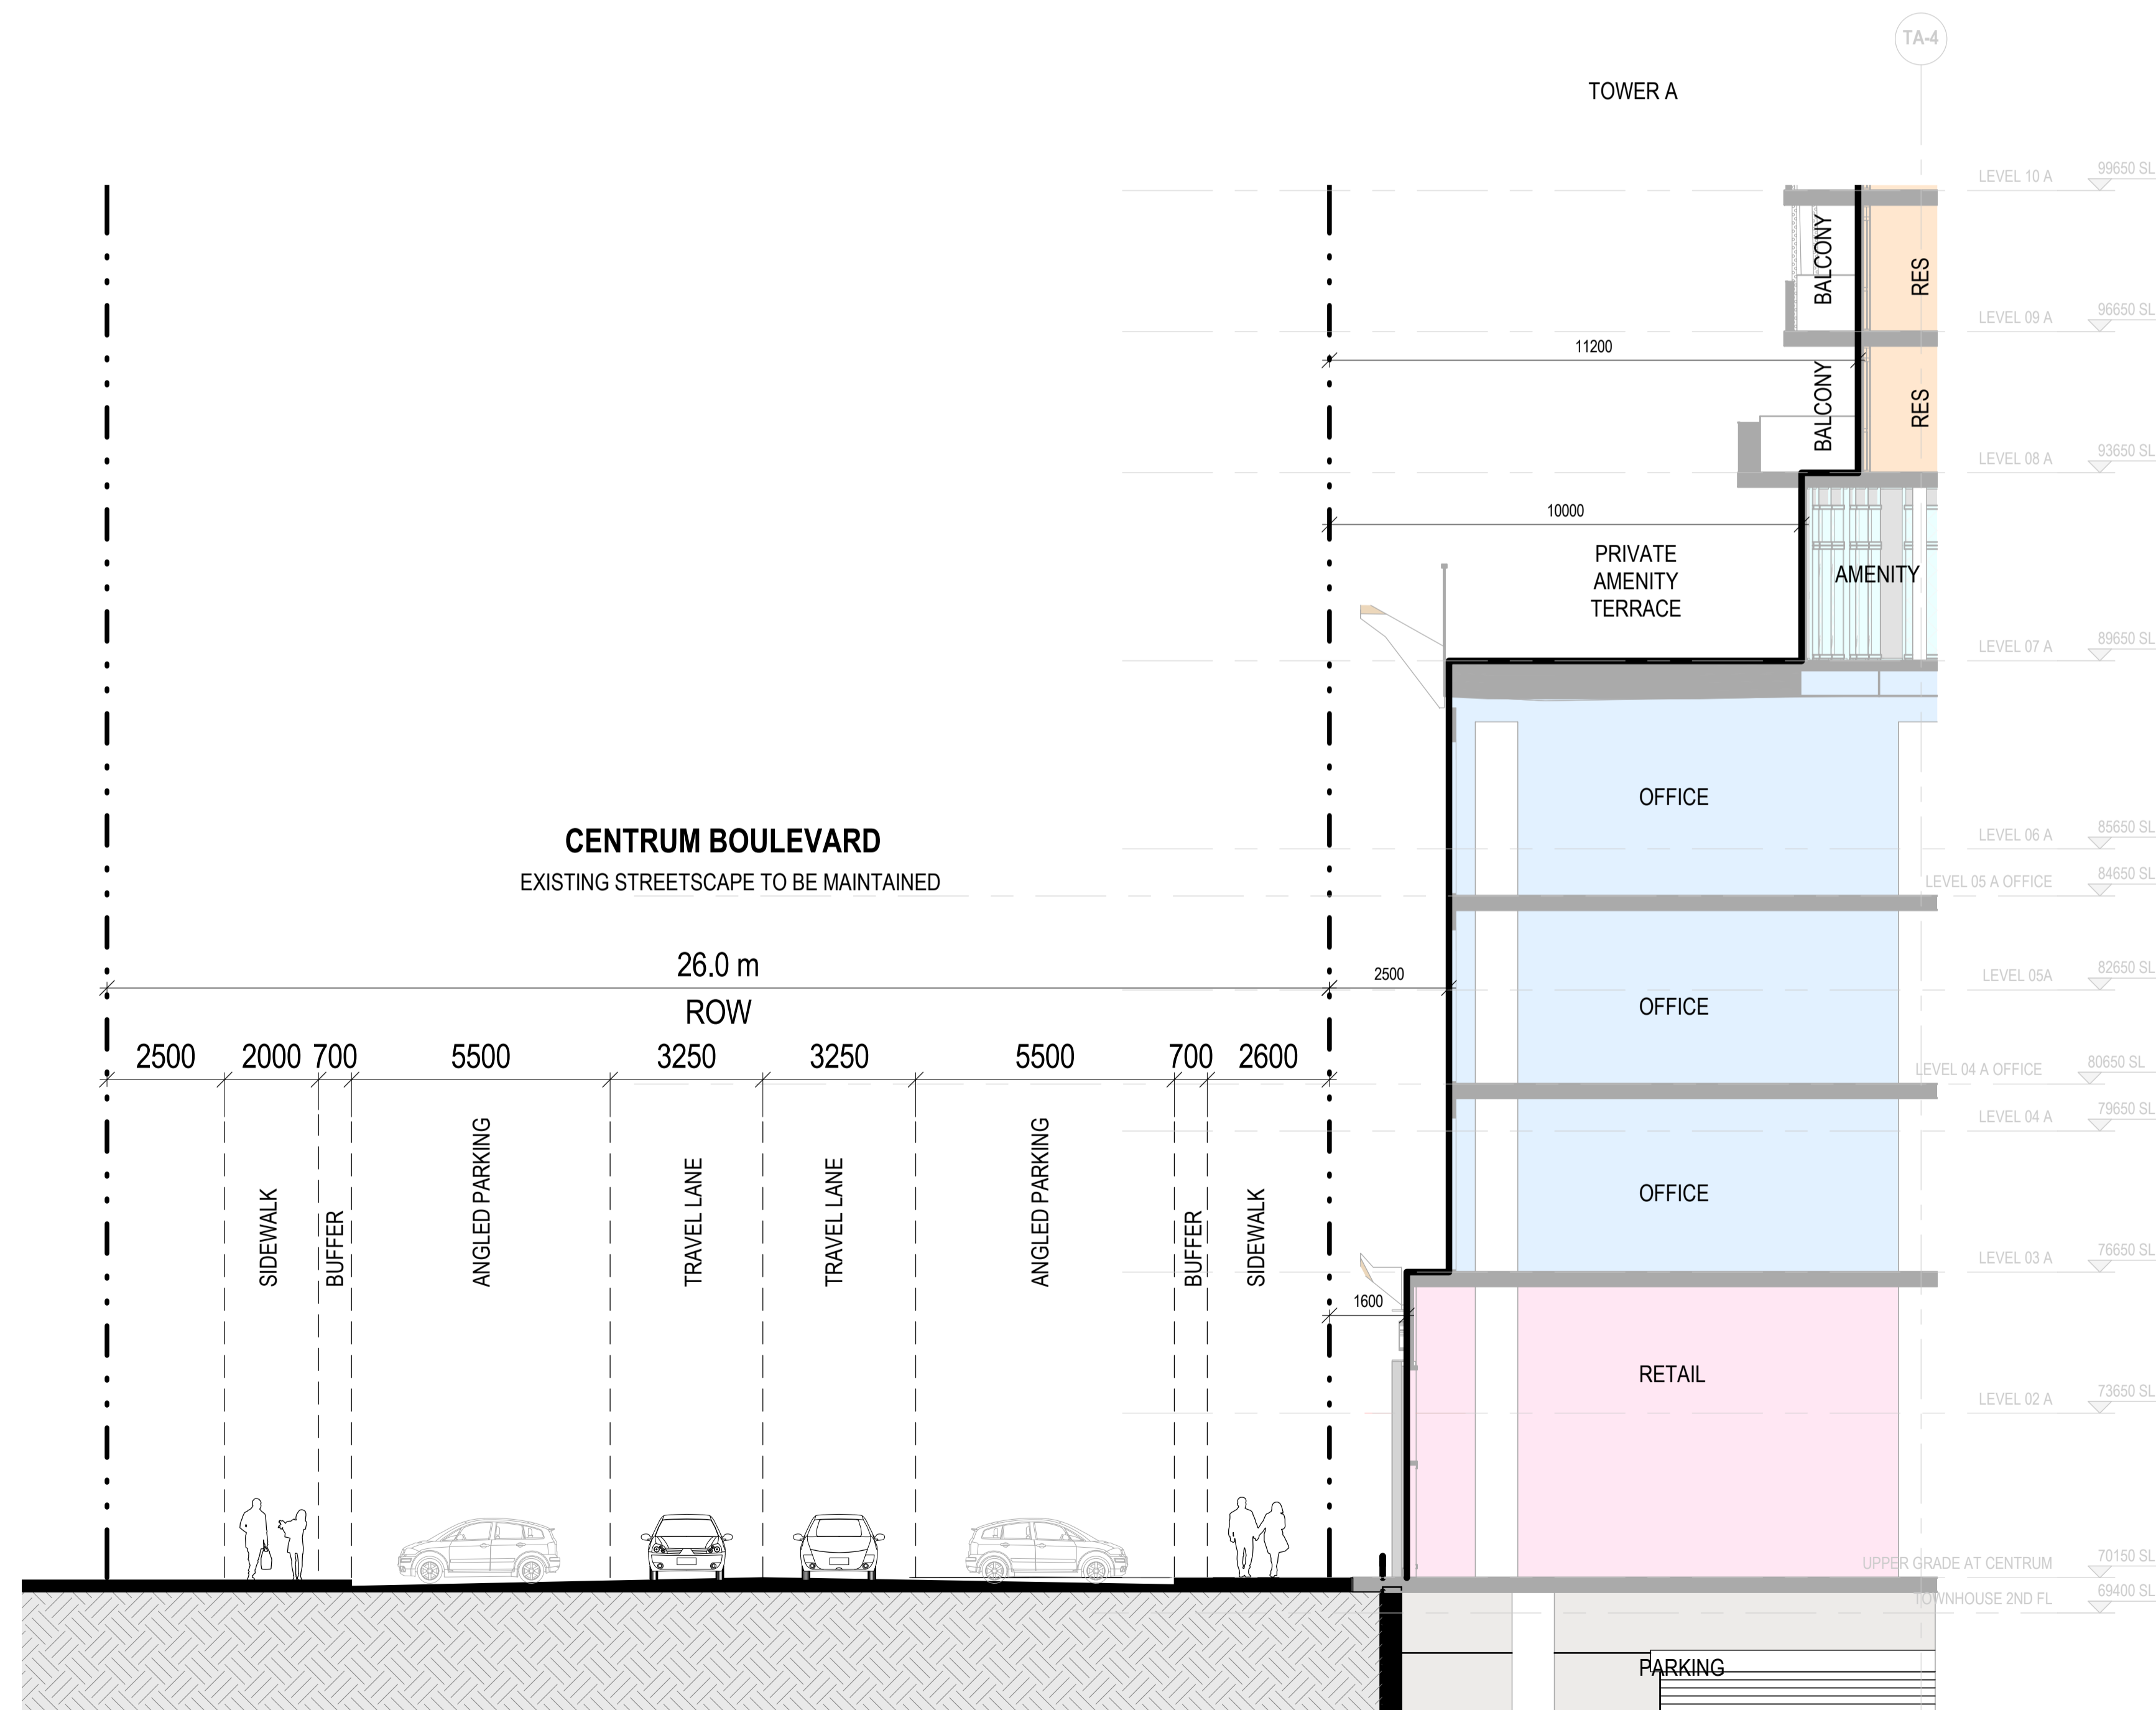 TA-4
TOWER A
LEVEL 10 A 99650 SL
BALCONY
RES
LEVEL 09 A 96650 SL
11200
BALCONY
RES
LEVEL 08 A 93650 SL
10000
PRIVATE
AMENITY
TERRACE
AMENITY
LEVEL 07 A 89650 SL
OFFICE
CENTRUM BOULEVARD
EXISTING STREETSCAPE TO BE MAINTAINED
LEVEL 06 A 85650 SL
LEVEL 05 A OFFICE 84650 SL
26.0 m
ROW
2500
LEVEL 05A 82650 SL
OFFICE
2500 2000 700 5500 3250 3250 5500 700 2600
LEVEL 04 A OFFICE 80650 SL
LEVEL 04 A 79650 SL
SIDEWALK
BUFFER
ANGLED PARKING
TRAVEL LANE
TRAVEL LANE
ANGLED PARKING
BUFFER
SIDEWALK
OFFICE
LEVEL 03 A 76650 SL
1600
RETAIL
LEVEL 02 A 73650 SL
UPPER GRADE AT CENTRUM 70150 SL
TOWNHOUSE 2ND FL 69400 SL
PARKING